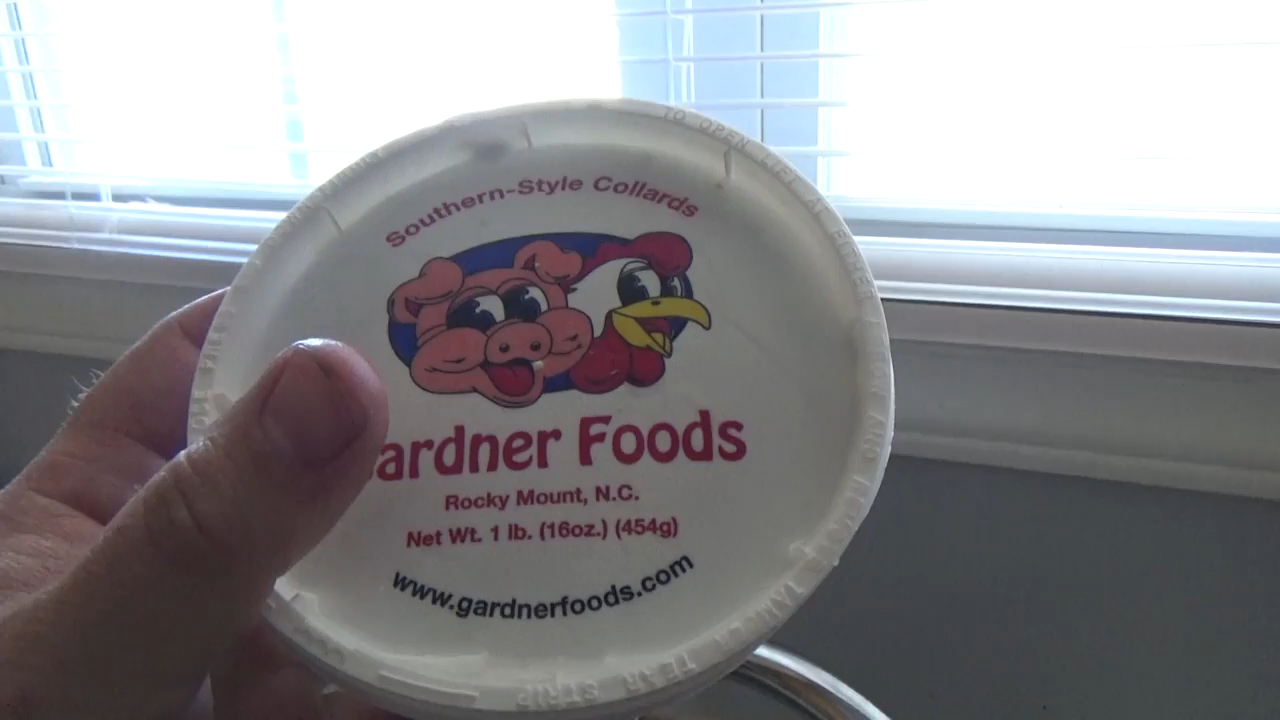 Southern-Style Collards
ardner Foods
Rocky Mount, N.C.
Net Wt. 1 lb. (16oz.) (454g)
www.gardnerfoods.com
TO OPEN LIFT AT EITHER
TEAR STRIP